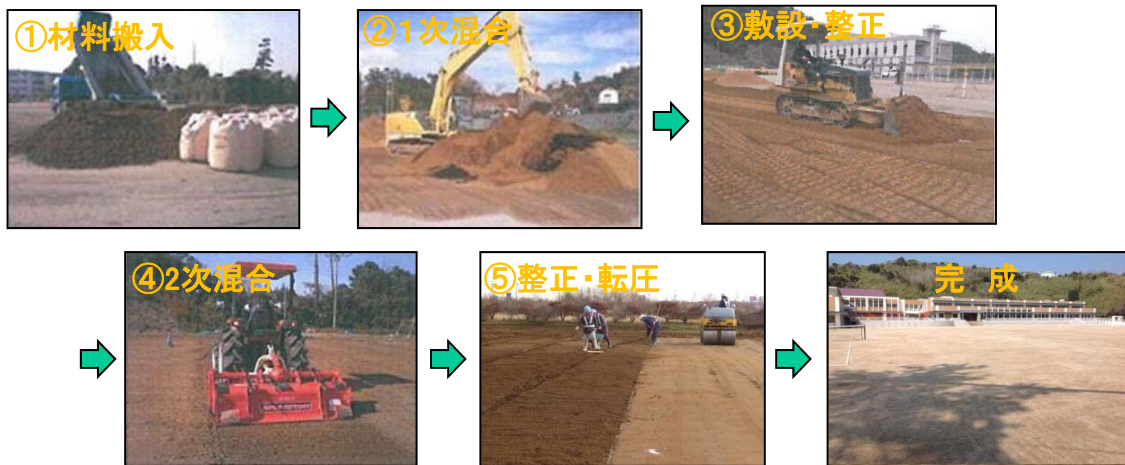 ①材料搬入
②1次混合
③敷設・整正
④2次混合
⑤整正・転圧
完 成